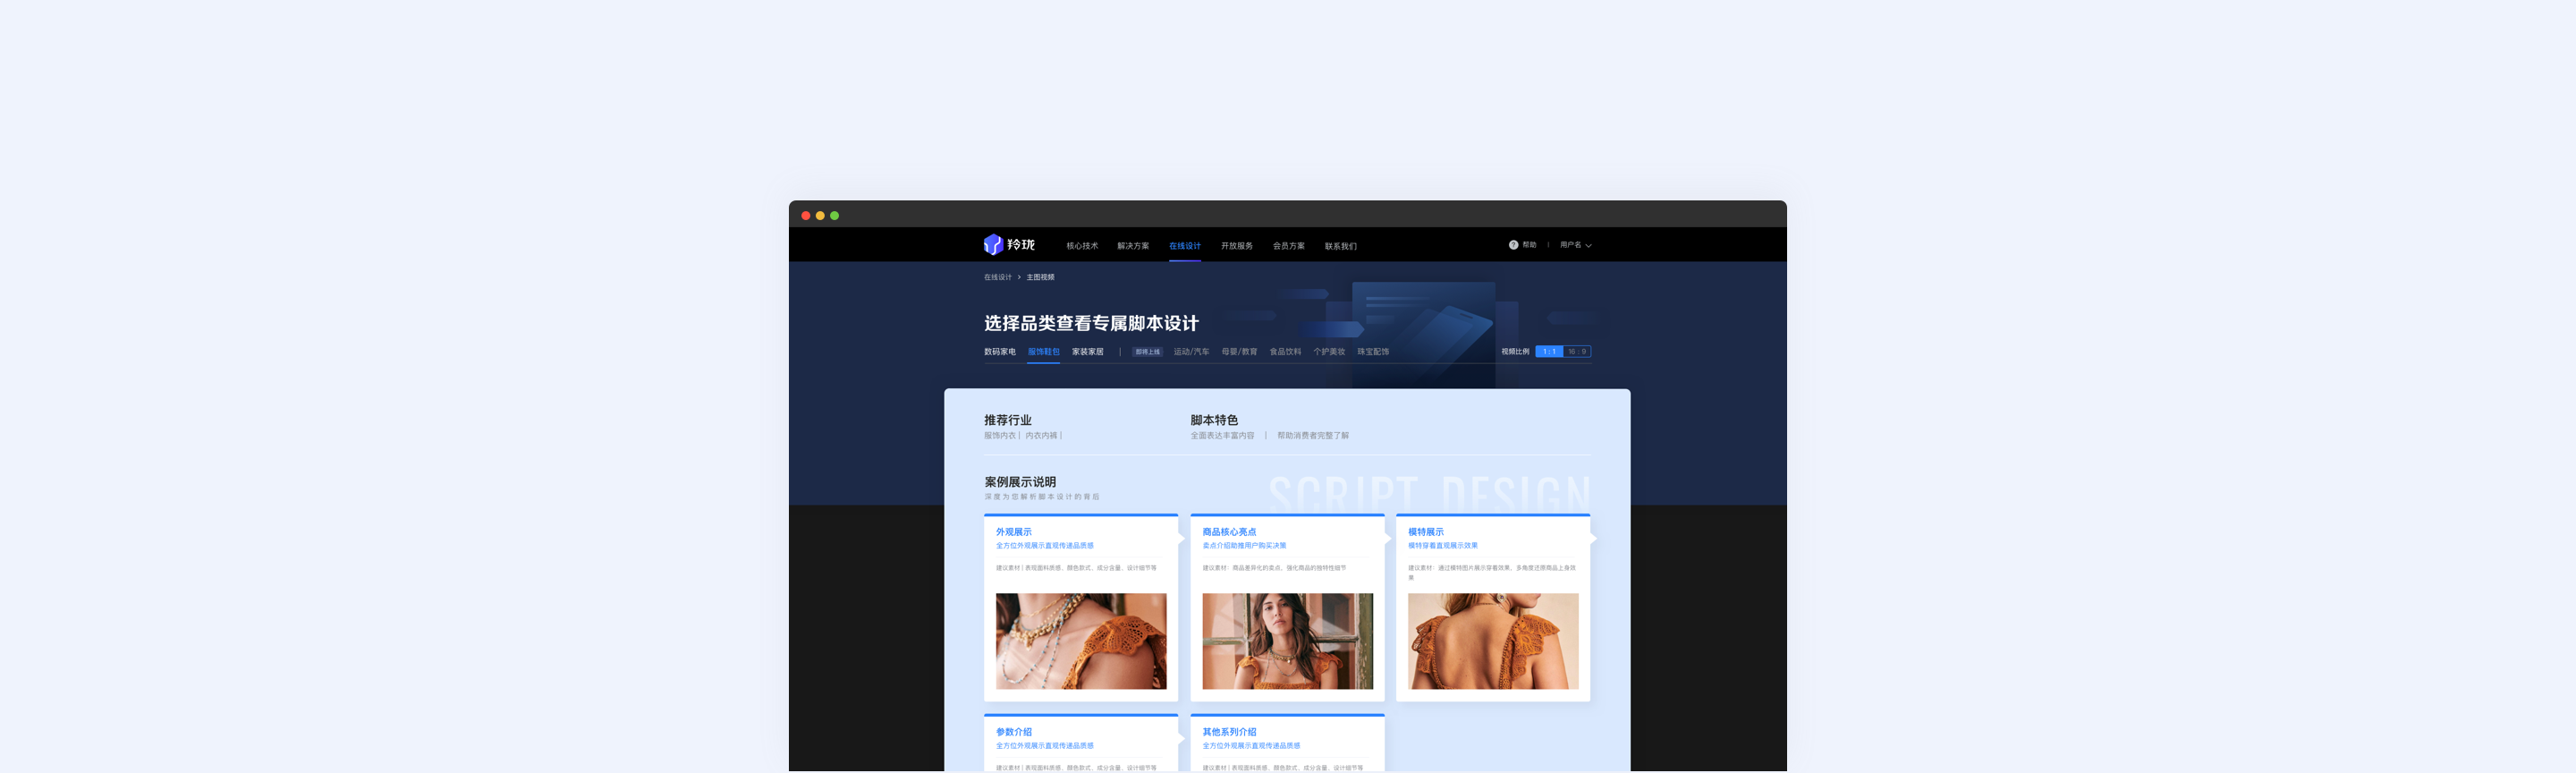 羚珑 核心技术 解决方案 在线设计 开放服务 会员方案 联系我们 ? 帮助 | 用户名
在线设计 > 主图视频
选择品类查看专属脚本设计
数码家电 服饰鞋包 家装家居 | 即将上线 运动/汽车 母婴/教育 食品饮料 个护美妆 珠宝配饰 视频比例 1 : 1 16 : 9
推荐行业 脚本特色
服饰内衣 | 内衣内裤 | 全面表达丰富内容 | 帮助消费者完整了解
案例展示说明
深度为您解析脚本设计的背后
SCRIPT DESIGN
外观展示
全方位外观展示直观传递品质感
建议素材 | 表现面料质感、颜色款式、成分含量、设计细节等
商品核心亮点
卖点介绍助推用户购买决策
建议素材：商品差异化的卖点，强化商品的独特性细节
模特展示
模特穿着直观展示效果
建议素材：通过模特图片展示穿着效果，多角度还原商品上身效
果
参数介绍
全方位外观展示直观传递品质感
建议素材 | 表现面料质感、颜色款式、成分含量、设计细节等
其他系列介绍
全方位外观展示直观传递品质感
建议素材 | 表现面料质感、颜色款式、成分含量、设计细节等